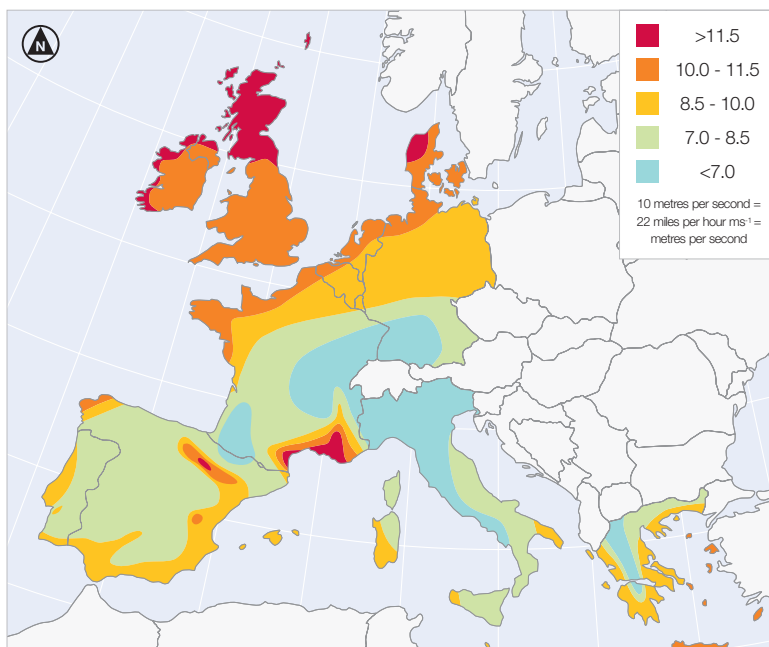 N
>11.5
10.0 - 11.5
8.5 - 10.0
7.0 - 8.5
<7.0
10 metres per second =
22 miles per hour ms⁻¹ =
metres per second